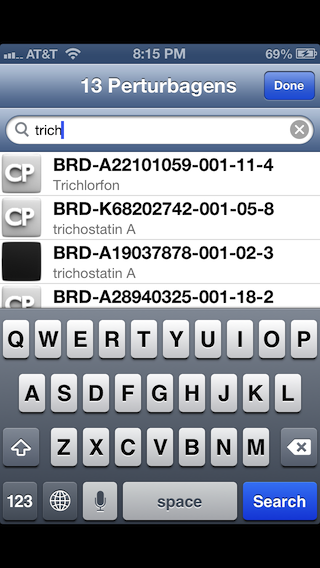 AT&T 8:15 PM 69%
13 Perturbagens Done
trich
CP BRD-A22101059-001-11-4
Trichlorfon
CP BRD-K68202742-001-05-8
trichostatin A
BRD-A19037878-001-02-3
trichostatin A
CP BRD-A28940325-001-18-2
Q W E R T Y U I O P
A S D F G H J K L
Z X C V B N M
123 space Search